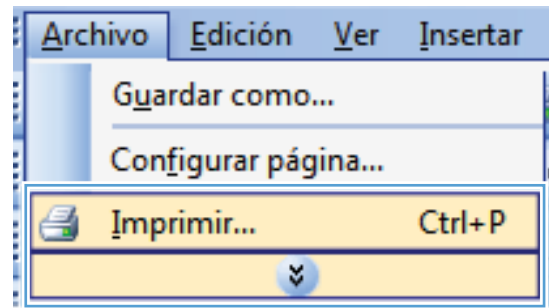 Archivo Edición Ver Insertar
Guardar como...
Configurar página...
Imprimir... Ctrl+P